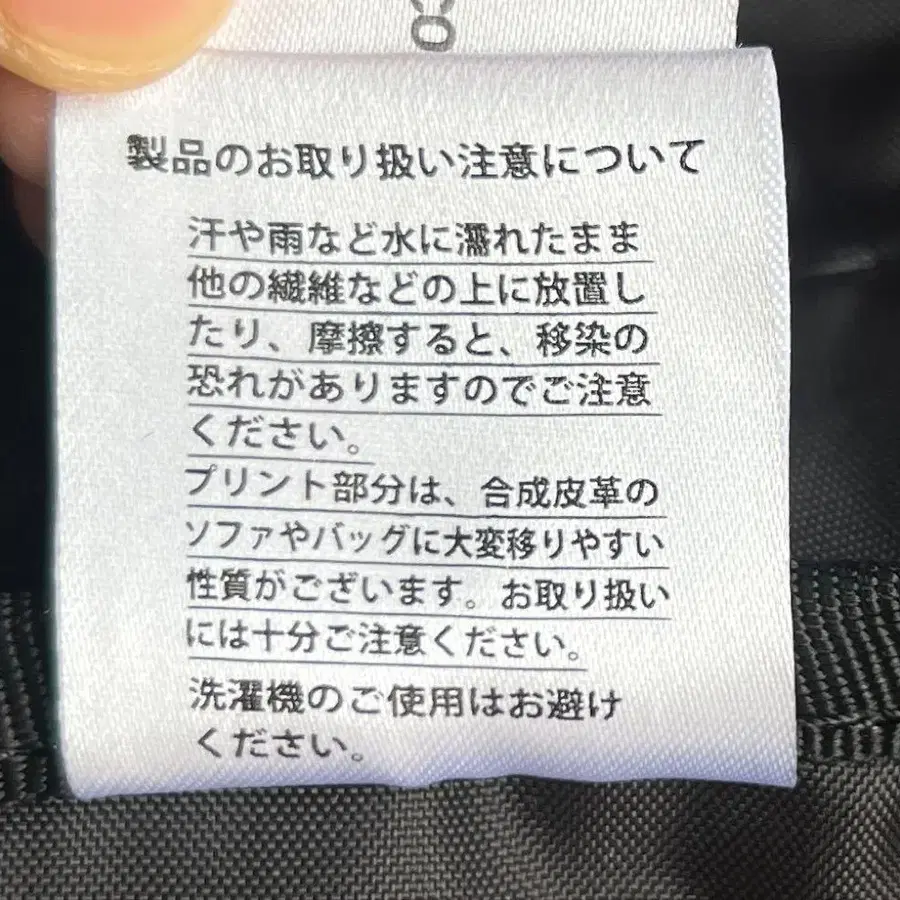 CO
製品のお取り扱い注意について
汗や雨など水に濡れたまま
他の繊維などの上に放置し
たり、摩擦すると、移染の
恐れがありますのでご注意
ください。
プリント部分は、合成皮革の
ソファやバッグに大変移りやすい
性質がございます。お取り扱い
には十分ご注意ください。
洗濯機のご使用はお避け
ください。